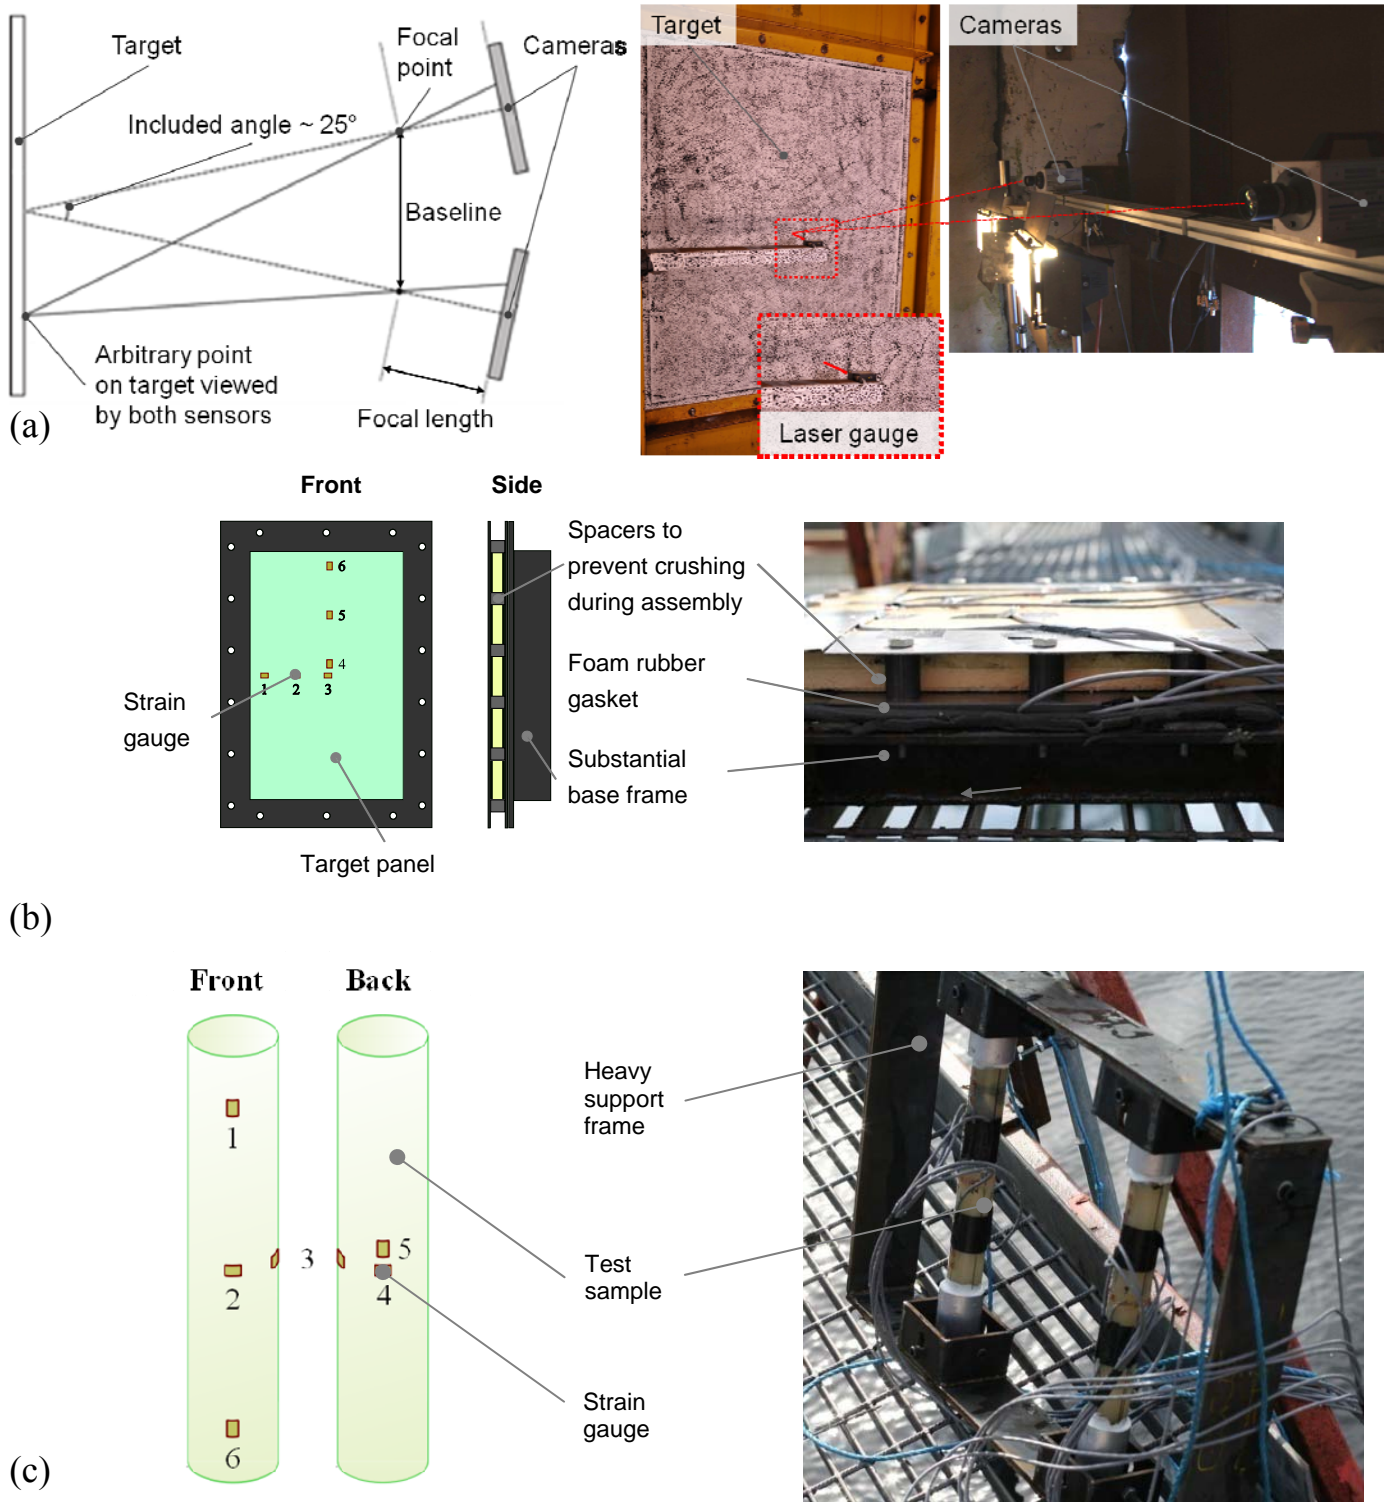 Target
Focal
point
Cameras
Included angle ~ 25°
Baseline
Arbitrary point
on target viewed
by both sensors
Focal length
Target
Laser gauge
Cameras
(a)
Front
Side
6
5
4
1
2
3
Strain
gauge
Target panel
Spacers to
prevent crushing
during assembly
Foam rubber
gasket
Substantial
base frame
(b)
Front
Back
1
2
3
5
4
6
Heavy
support
frame
Test
sample
Strain
gauge
(c)